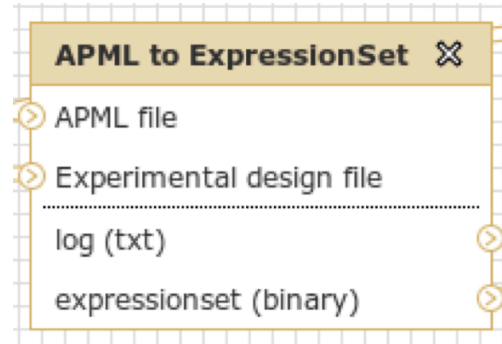 APML to ExpressionSet
APML file
Experimental design file
log (txt)
expressionset (binary)